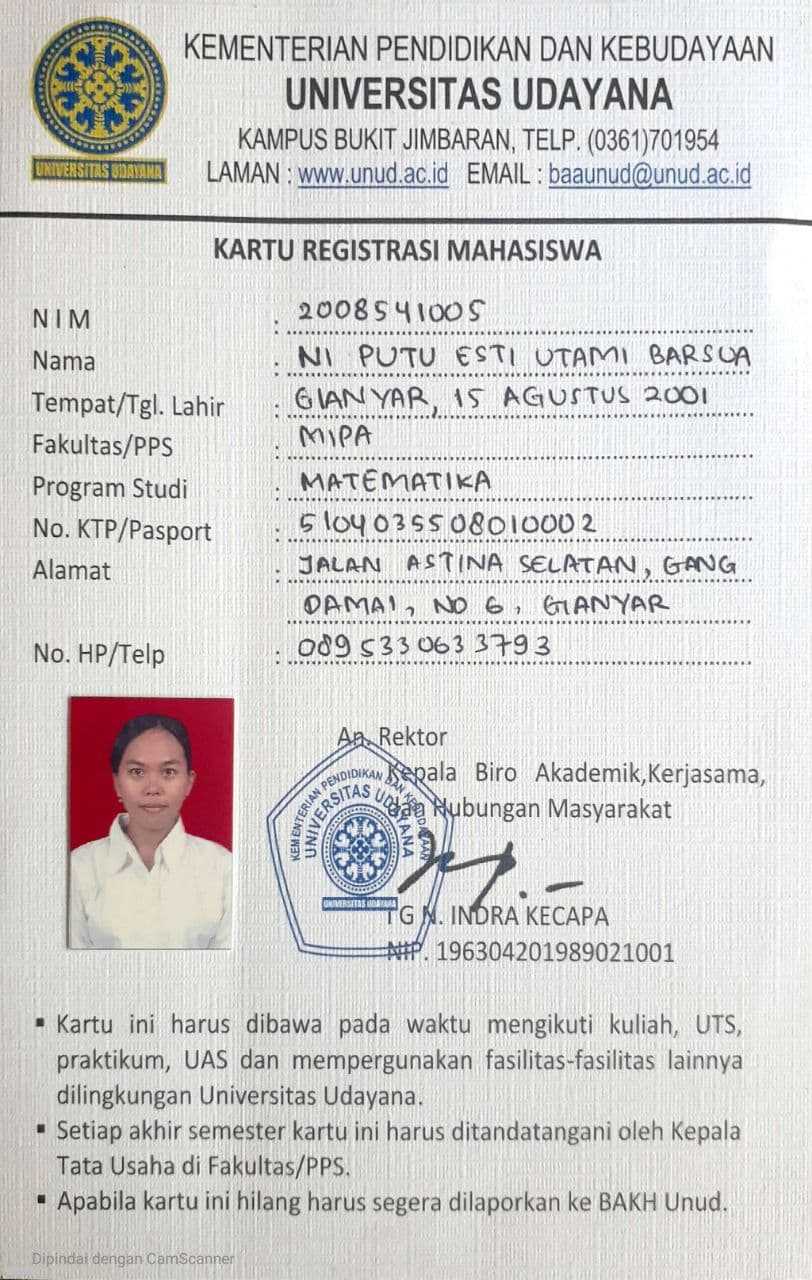 KEMENTERIAN PENDIDIKAN DAN KEBUDAYAAN
UNIVERSITAS UDAYANA
KAMPUS BUKIT JIMBARAN, TELP. (0361)701954
UNIVERSITAS UDAYANA
LAMAN : www.unud.ac.id EMAIL : baaunud@unud.ac.id
KARTU REGISTRASI MAHASISWA
NIM : 2008541005
Nama : NI PUTU ESTI UTAMI BARSUA
Tempat/Tgl. Lahir : GIANYAR, 15 AGUSTUS 2001
Fakultas/PPS : MIPA
Program Studi : MATEMATIKA
No. KTP/Pasport : 5104035508010002
Alamat : JALAN ASTINA SELATAN, GANG
DAMAI, NO 6, GIANYAR
No. HP/Telp : 0895330633793
An. Rektor
Kepala Biro Akademik,Kerjasama,
dan Hubungan Masyarakat
KEMENTERIAN PENDIDIKAN DAN KEBUDAYAAN
UNIVERSITAS UDAYANA
UNIVERSITAS UDAYANA
I G N. INDRA KECAPA
NIP. 196304201989021001
▪ Kartu ini harus dibawa pada waktu mengikuti kuliah, UTS,
praktikum, UAS dan mempergunakan fasilitas-fasilitas lainnya
dilingkungan Universitas Udayana.
▪ Setiap akhir semester kartu ini harus ditandatangani oleh Kepala
Tata Usaha di Fakultas/PPS.
▪ Apabila kartu ini hilang harus segera dilaporkan ke BAKH Unud.
Dipindai dengan CamScanner